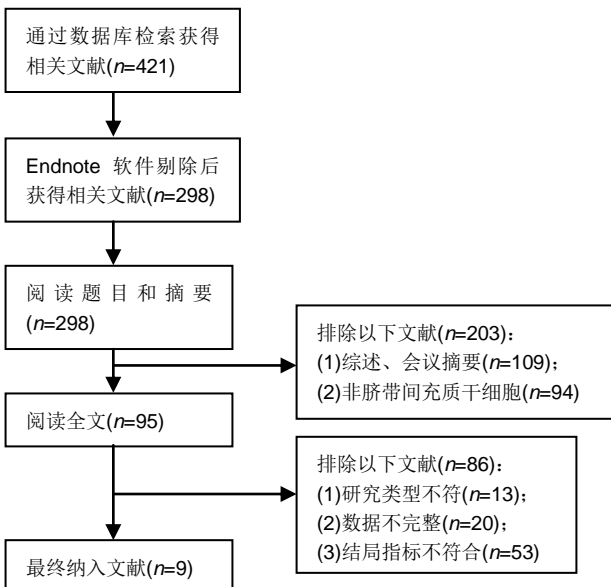 通过数据库检索获得
相关文献(n=421)
Endnote 软件剔除后
获得相关文献(n=298)
阅读题目和摘要
(n=298)
排除以下文献(n=203)：
(1)综述、会议摘要(n=109)；
(2)非脐带间充质干细胞(n=94)
阅读全文(n=95)
排除以下文献(n=86)：
(1)研究类型不符(n=13)；
(2)数据不完整(n=20)；
(3)结局指标不符合(n=53)
最终纳入文献(n=9)